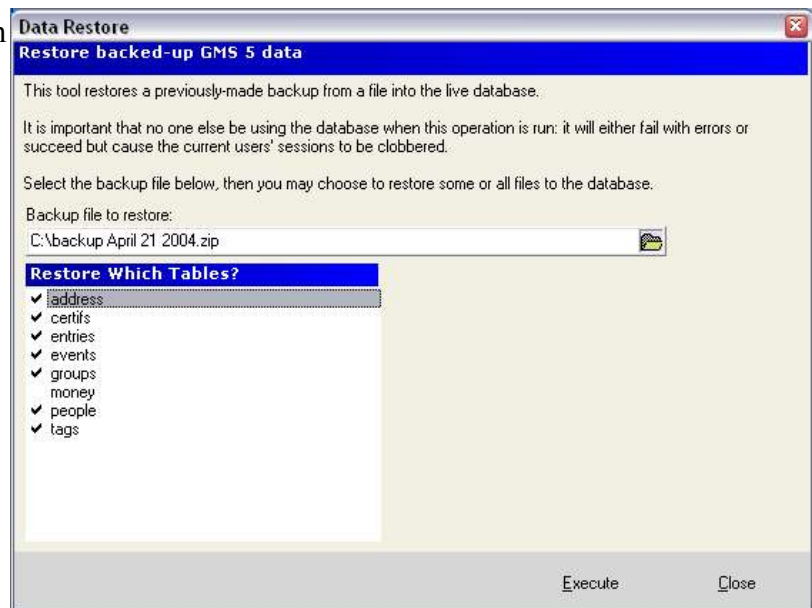 n
Data Restore
Restore backed-up GMS 5 data
This tool restores a previously-made backup from a file into the live database.
It is important that no one else be using the database when this operation is run: it will either fail with errors or
succeed but cause the current users' sessions to be clobbered.
Select the backup file below, then you may choose to restore some or all files to the database.
Backup file to restore:
C:\backup April 21 2004.zip
Restore Which Tables?
address
certifs
entries
events
groups
money
people
tags
Execute Close